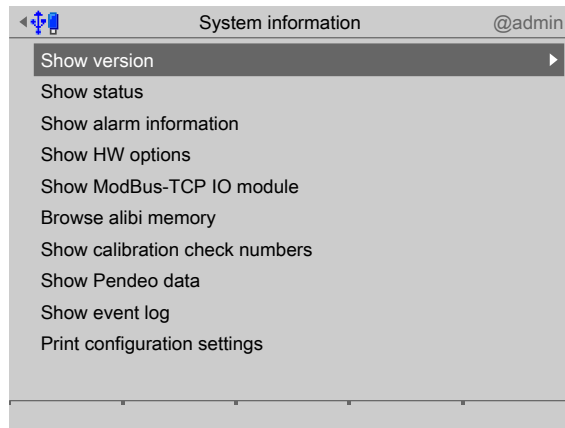 System information @admin
Show version
Show status
Show alarm information
Show HW options
Show ModBus-TCP IO module
Browse alibi memory
Show calibration check numbers
Show Pendeo data
Show event log
Print configuration settings